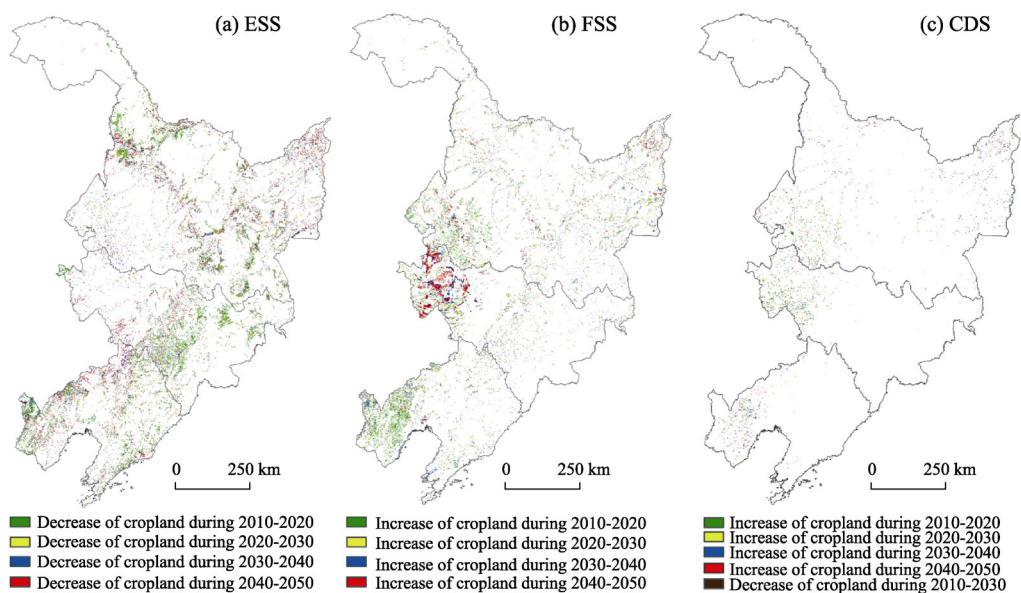 (a) ESS
(b) FSS
(c) CDS
0 250 km
0 250 km
0 250 km
Decrease of cropland during 2010-2020
Decrease of cropland during 2020-2030
Decrease of cropland during 2030-2040
Decrease of cropland during 2040-2050
Increase of cropland during 2010-2020
Increase of cropland during 2020-2030
Increase of cropland during 2030-2040
Increase of cropland during 2040-2050
Increase of cropland during 2010-2020
Increase of cropland during 2020-2030
Increase of cropland during 2030-2040
Increase of cropland during 2040-2050
Decrease of cropland during 2010-2030